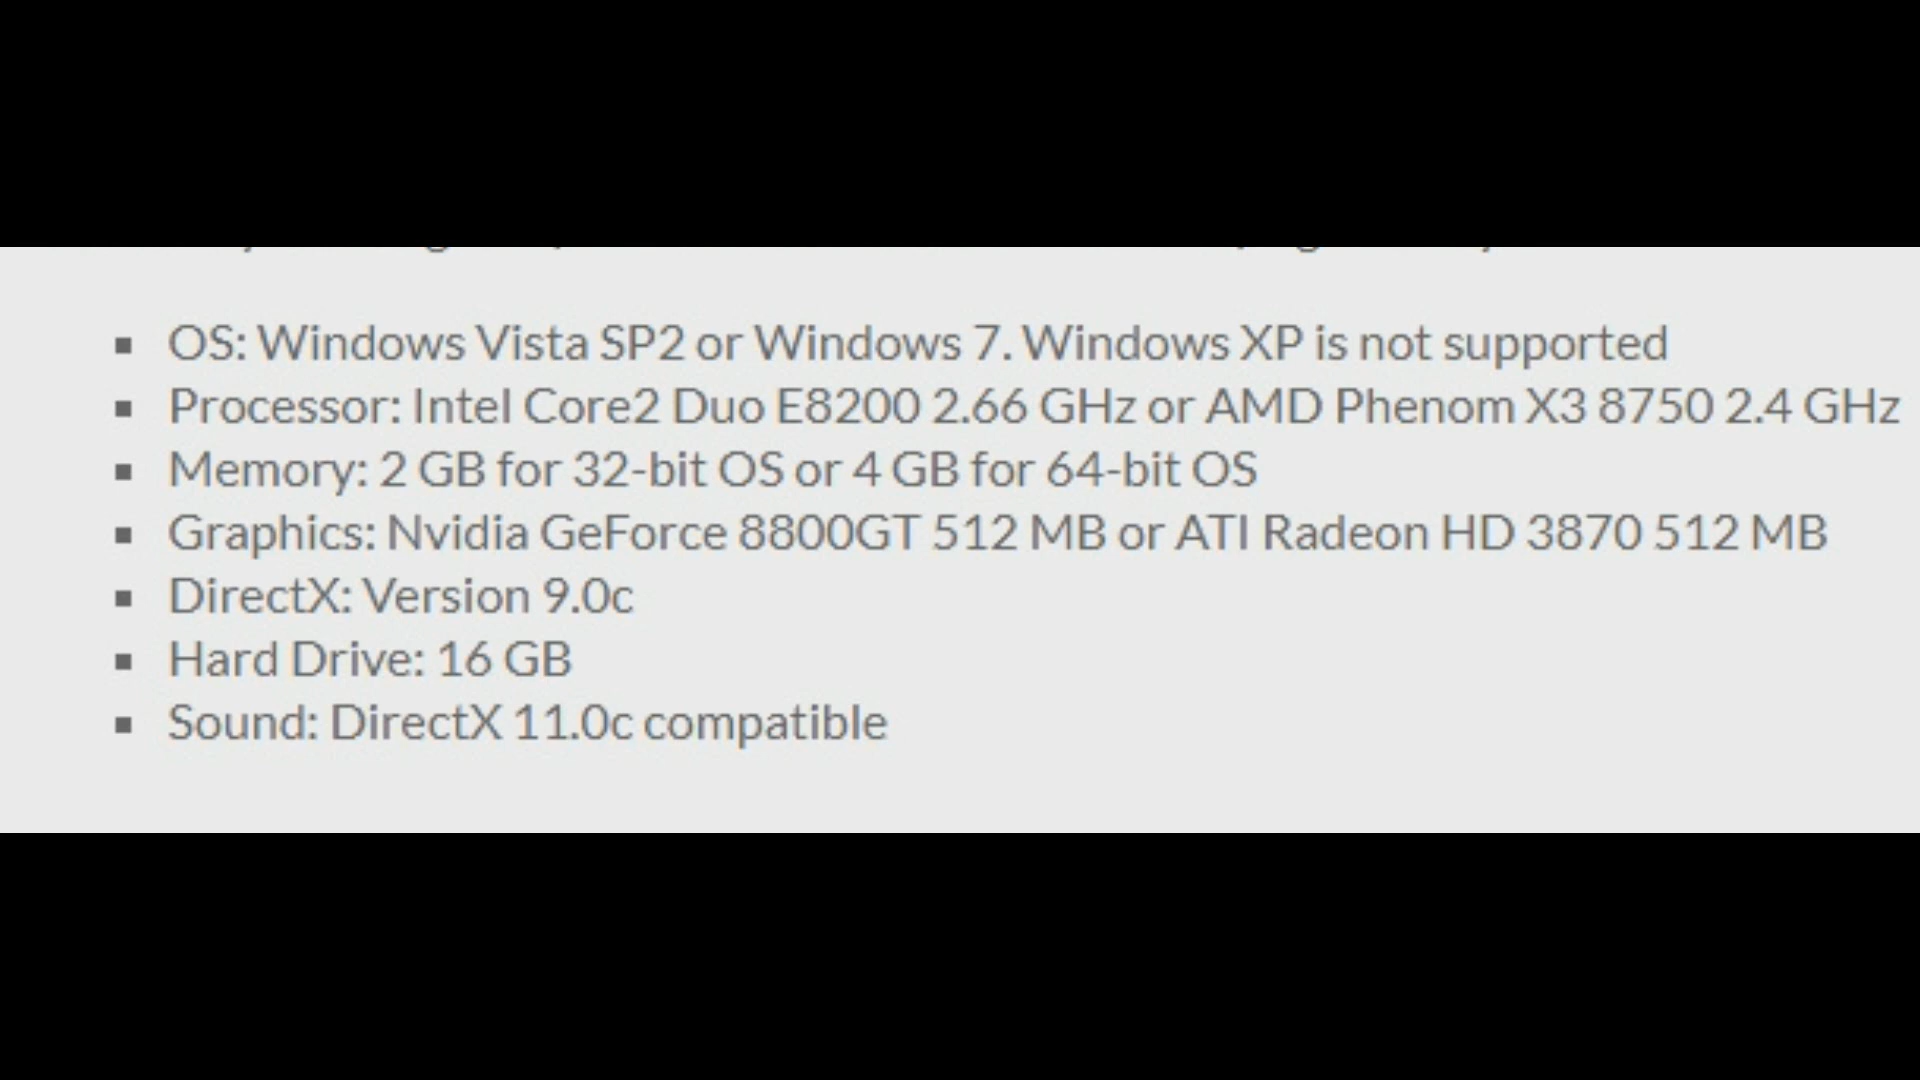 OS: Windows Vista SP2 or Windows 7. Windows XP is not supported
Processor: Intel Core2 Duo E8200 2.66 GHz or AMD Phenom X3 8750 2.4 GHz
Memory: 2 GB for 32-bit OS or 4 GB for 64-bit OS
Graphics: Nvidia GeForce 8800GT 512 MB or ATI Radeon HD 3870 512 MB
DirectX: Version 9.0c
Hard Drive: 16 GB
Sound: DirectX 11.0c compatible